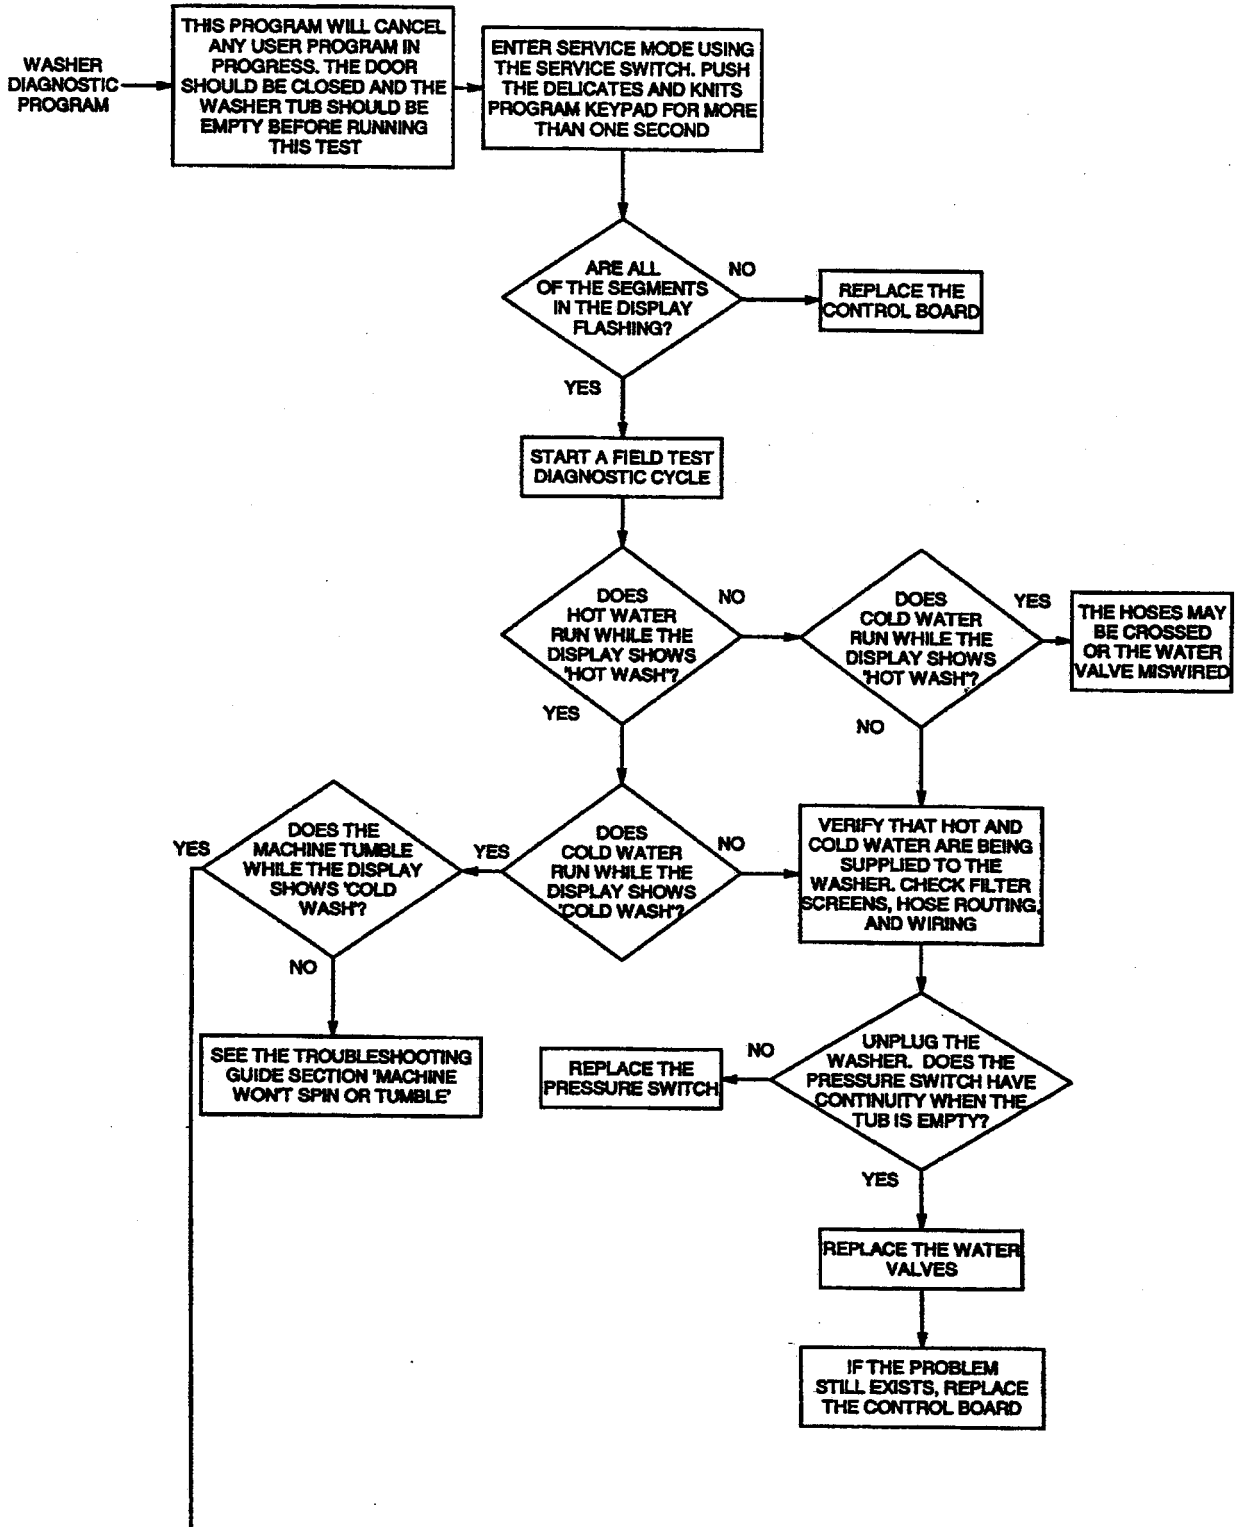 WASHER
DIAGNOSTIC
PROGRAM
THIS PROGRAM WILL CANCEL
ANY USER PROGRAM IN
PROGRESS. THE DOOR
SHOULD BE CLOSED AND THE
WASHER TUB SHOULD BE
EMPTY BEFORE RUNNING
THIS TEST
ENTER SERVICE MODE USING
THE SERVICE SWITCH. PUSH
THE DELICATES AND KNITS
PROGRAM KEYPAD FOR MORE
THAN ONE SECOND
ARE ALL
OF THE SEGMENTS
IN THE DISPLAY
FLASHING?
NO
REPLACE THE
CONTROL BOARD
YES
START A FIELD TEST
DIAGNOSTIC CYCLE
DOES
HOT WATER
RUN WHILE THE
DISPLAY SHOWS
'HOT WASH'?
NO
DOES
COLD WATER
RUN WHILE THE
DISPLAY SHOWS
'HOT WASH'?
YES
THE HOSES MAY
BE CROSSED
OR THE WATER
VALVE MISWIRED
YES
NO
DOES THE
MACHINE TUMBLE
WHILE THE DISPLAY
SHOWS 'COLD
WASH'?
YES
YES
DOES
COLD WATER
RUN WHILE THE
DISPLAY SHOWS
'COLD WASH'?
NO
VERIFY THAT HOT AND
COLD WATER ARE BEING
SUPPLIED TO THE
WASHER. CHECK FILTER
SCREENS, HOSE ROUTING,
AND WIRING
NO
SEE THE TROUBLESHOOTING
GUIDE SECTION 'MACHINE
WON'T SPIN OR TUMBLE'
REPLACE THE
PRESSURE SWITCH
NO
UNPLUG THE
WASHER. DOES THE
PRESSURE SWITCH HAVE
CONTINUITY WHEN THE
TUB IS EMPTY?
YES
REPLACE THE WATER
VALVES
IF THE PROBLEM
STILL EXISTS, REPLACE
THE CONTROL BOARD